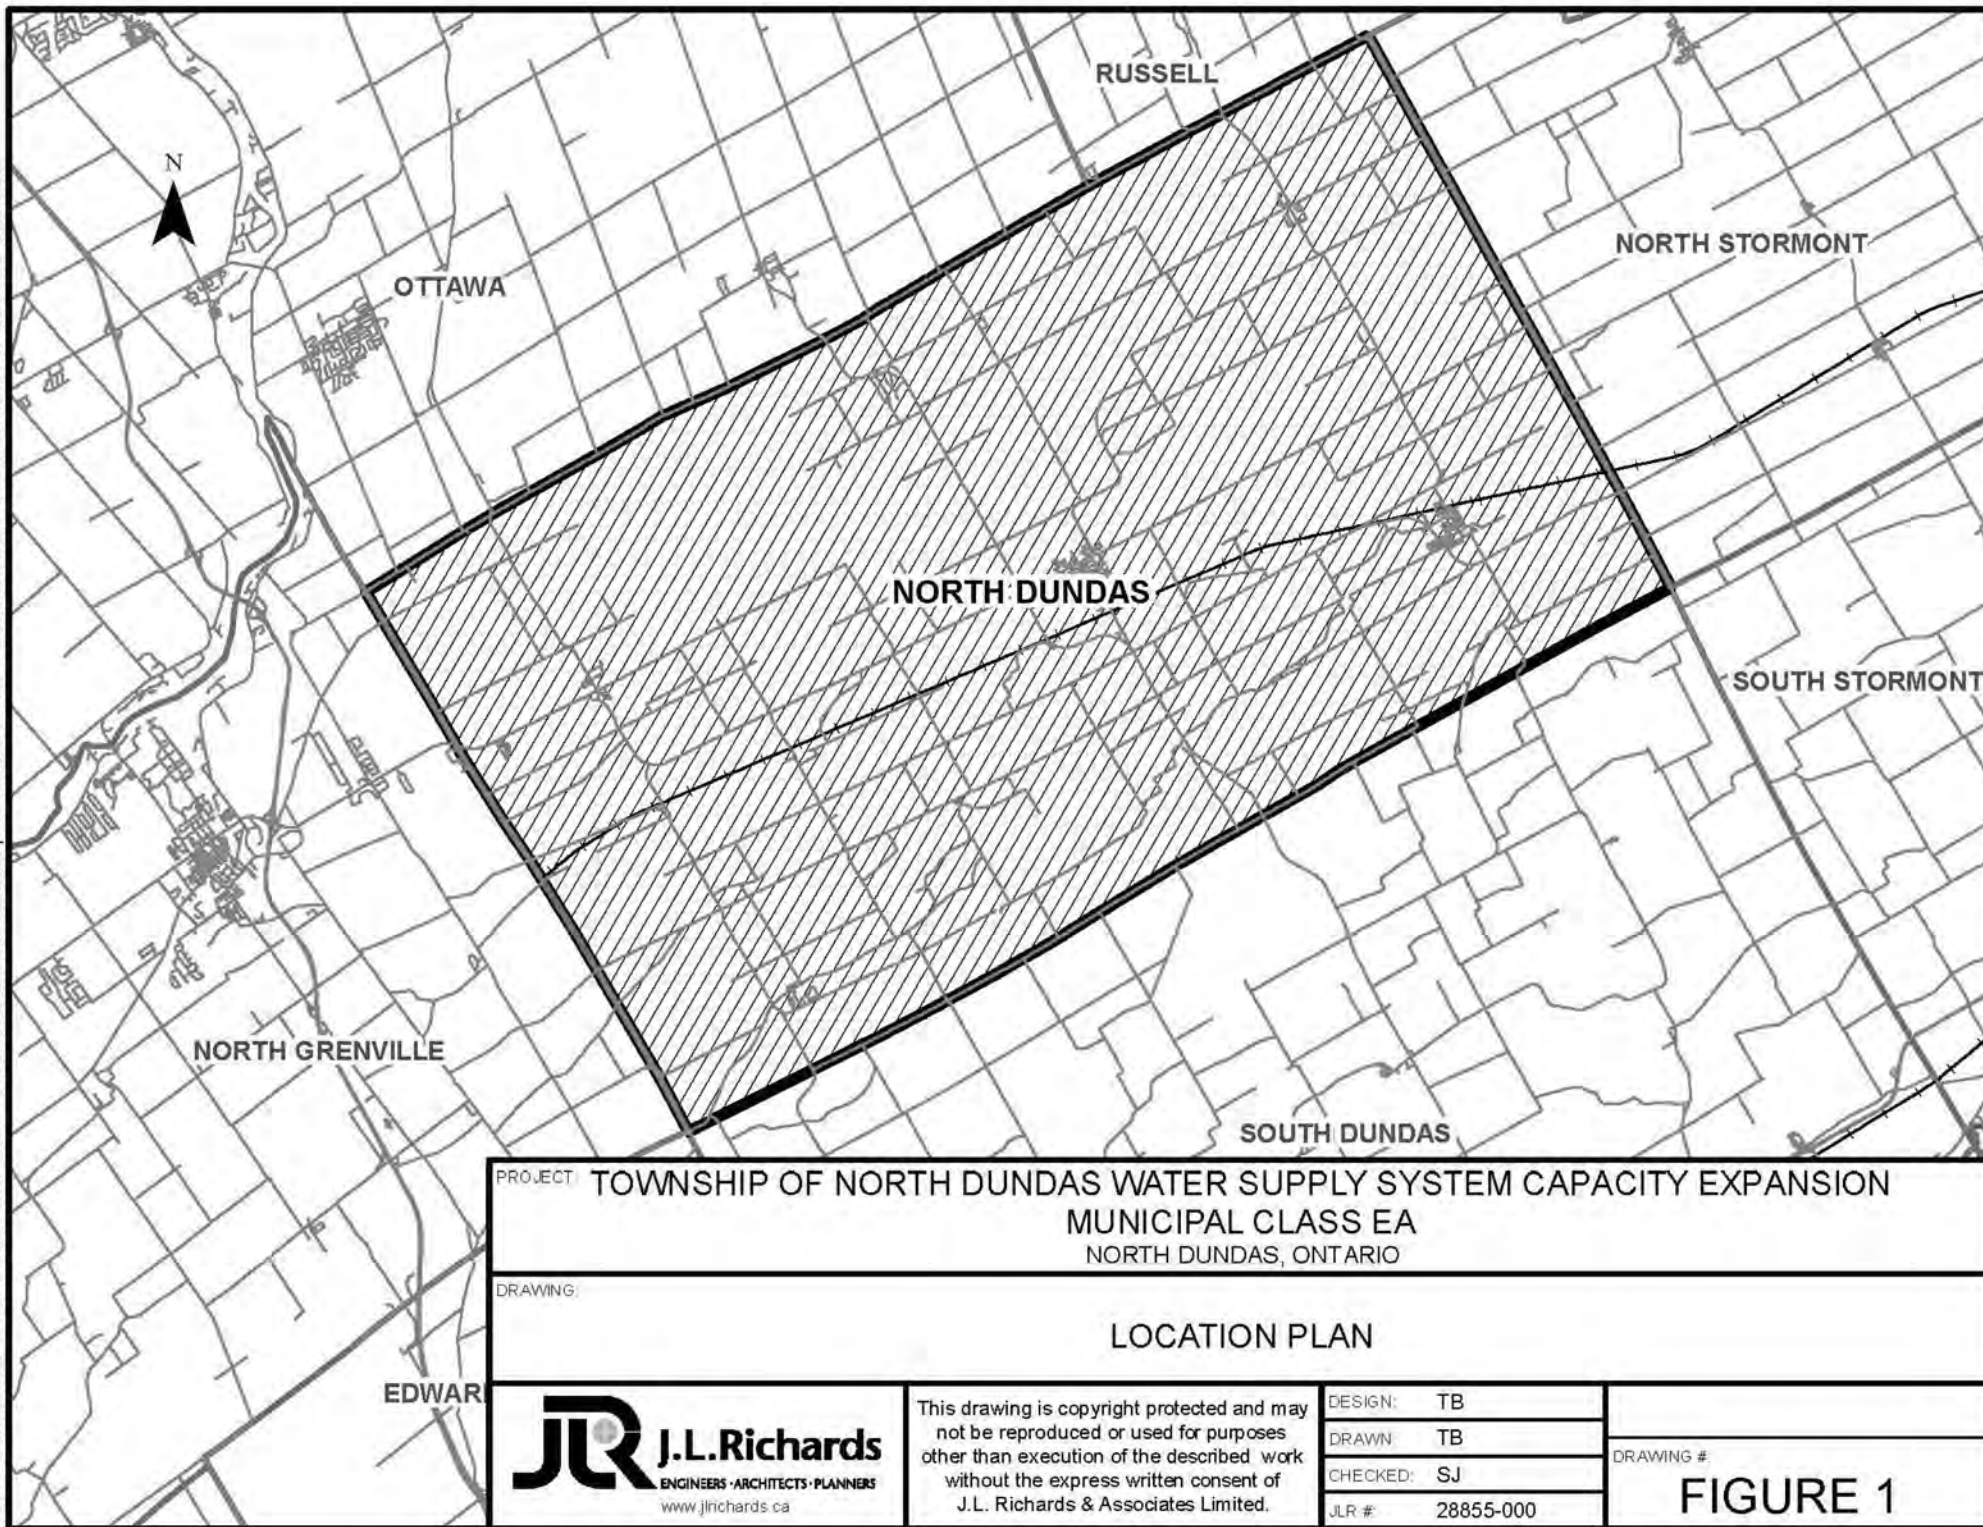 RUSSELL
N
NORTH STORMONT
OTTAWA
NORTH DUNDAS
SOUTH STORMONT
NORTH GRENVILLE
SOUTH DUNDAS
EDWAR
PROJECT: TOWNSHIP OF NORTH DUNDAS WATER SUPPLY SYSTEM CAPACITY EXPANSION
MUNICIPAL CLASS EA
NORTH DUNDAS, ONTARIO
DRAWING:
LOCATION PLAN
JLR J.L.Richards
ENGINEERS·ARCHITECTS·PLANNERS
www.jlrichards.ca
This drawing is copyright protected and may
not be reproduced or used for purposes
other than execution of the described work
without the express written consent of
J.L. Richards & Associates Limited.
DESIGN: TB
DRAWN: TB
CHECKED: SJ
JLR #: 28855-000
DRAWING #:
FIGURE 1